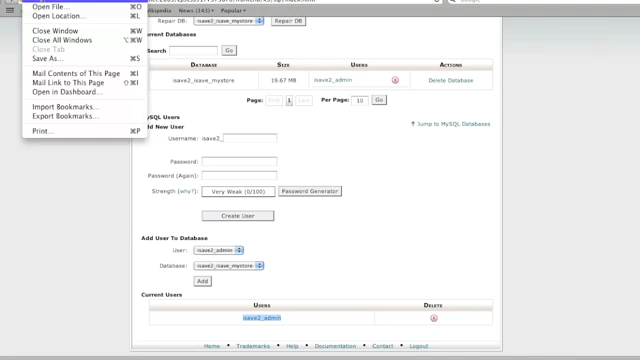 Open File... ⌘O
Open Location... ⌘L
Close Window ⌘W
Close All Windows ⌥⌘W
Close Tab
Save As... ⌘S
Mail Contents of This Page ⌘I
Mail Link to This Page ⇧⌘I
Open in Dashboard...
Import Bookmarks...
Export Bookmarks...
Print... ⌘P
Wikipedia News (143) Popular
Repair DB: isave2_isave_mystore Repair DB
Current Databases
Search Go
DATABASE SIZE USERS ACTIONS
isave2_isave_mystore 19.67 MB isave2_admin Delete Database
Page: First 1 Last Per Page: 10 Go
MySQL Users
Add New User
Jump to MySQL Databases
Username: isave2_
Password:
Password (Again):
Strength (why?): Very Weak (0/100) Password Generator
Create User
Add User To Database
User: isave2_admin
Database: isave2_isave_mystore
Add
Current Users
USERS DELETE
isave2_admin
Home • Trademarks • Help • Documentation • Contact • Logout